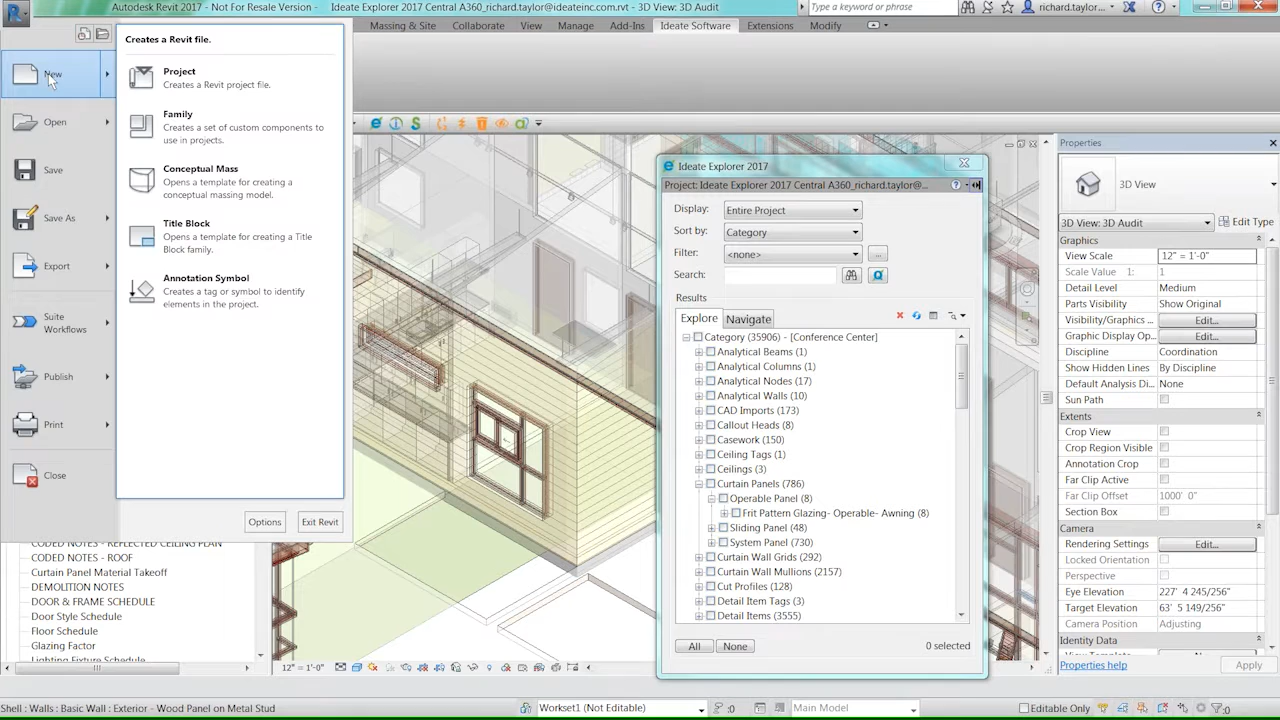 Autodesk Revit 2017 - Not For Resale Version - Ideate Explorer 2017 Central A360_richard.taylor@ideateinc.com.rvt - 3D View: 3D Audit
Type a keyword or phrase
richard.taylor@...
Massing & Site
Collaborate
View
Manage
Add-Ins
Ideate Software
Extensions
Modify
Creates a Revit file.
New
Project
Creates a Revit project file.
Family
Creates a set of custom components to
use in projects.
Conceptual Mass
Opens a template for creating a
conceptual massing model.
Title Block
Opens a template for creating a Title
Block family.
Annotation Symbol
Creates a tag or symbol to identify
elements in the project.
Open
Save
Save As
Export
Suite
Workflows
Publish
Print
Close
Options
Exit Revit
CODED NOTES - REFLECTED CEILING PLAN
CODED NOTES - ROOF
Curtain Panel Material Takeoff
DEMOLITION NOTES
DOOR & FRAME SCHEDULE
Door Style Schedule
Floor Schedule
Glazing Factor
Lighting Fixture Schedule
12" = 1'-0"
Ideate Explorer 2017
Project: Ideate Explorer 2017 Central A360_richard.taylor@...
Display:
Entire Project
Sort by:
Category
Filter:
<none>
...
Search:
Results
Explore
Navigate
Category (35906) - [Conference Center]
Analytical Beams (1)
Analytical Columns (1)
Analytical Nodes (17)
Analytical Walls (10)
CAD Imports (173)
Callout Heads (8)
Casework (150)
Ceiling Tags (1)
Ceilings (3)
Curtain Panels (786)
Operable Panel (8)
Frit Pattern Glazing- Operable- Awning (8)
Sliding Panel (48)
System Panel (730)
Curtain Wall Grids (292)
Curtain Wall Mullions (2157)
Cut Profiles (128)
Detail Item Tags (3)
Detail Items (3555)
All
None
0 selected
Properties
3D View
3D View: 3D Audit
Edit Type
Graphics
View Scale
12" = 1'-0"
Scale Value 1:
1
Detail Level
Medium
Parts Visibility
Show Original
Visibility/Graphics ...
Edit...
Graphic Display Op...
Edit...
Discipline
Coordination
Show Hidden Lines
By Discipline
Default Analysis Di...
None
Sun Path
Extents
Crop View
Crop Region Visible
Annotation Crop
Far Clip Active
Far Clip Offset
1000' 0"
Section Box
Camera
Rendering Settings
Edit...
Locked Orientation
Perspective
Eye Elevation
227' 4 245/256"
Target Elevation
63' 5 149/256"
Camera Position
Adjusting
Identity Data
Properties help
Apply
Shell : Walls : Basic Wall : Exterior - Wood Panel on Metal Stud
Workset1 (Not Editable)
:0
Main Model
Editable Only
:0